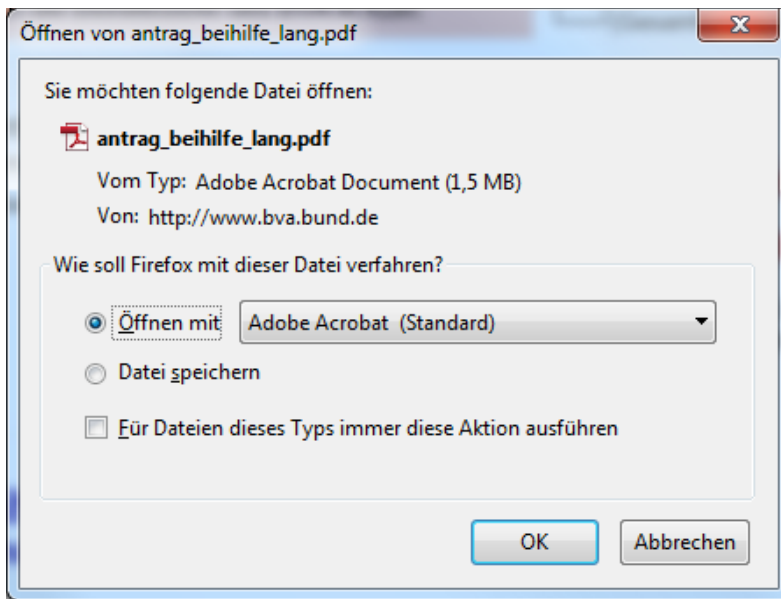 Öffnen von antrag_beihilfe_lang.pdf
Sie möchten folgende Datei öffnen:
antrag_beihilfe_lang.pdf
Vom Typ: Adobe Acrobat Document (1,5 MB)
Von: http://www.bva.bund.de
Wie soll Firefox mit dieser Datei verfahren?
Öffnen mit Adobe Acrobat (Standard)
Datei speichern
Für Dateien dieses Typs immer diese Aktion ausführen
OK Abbrechen